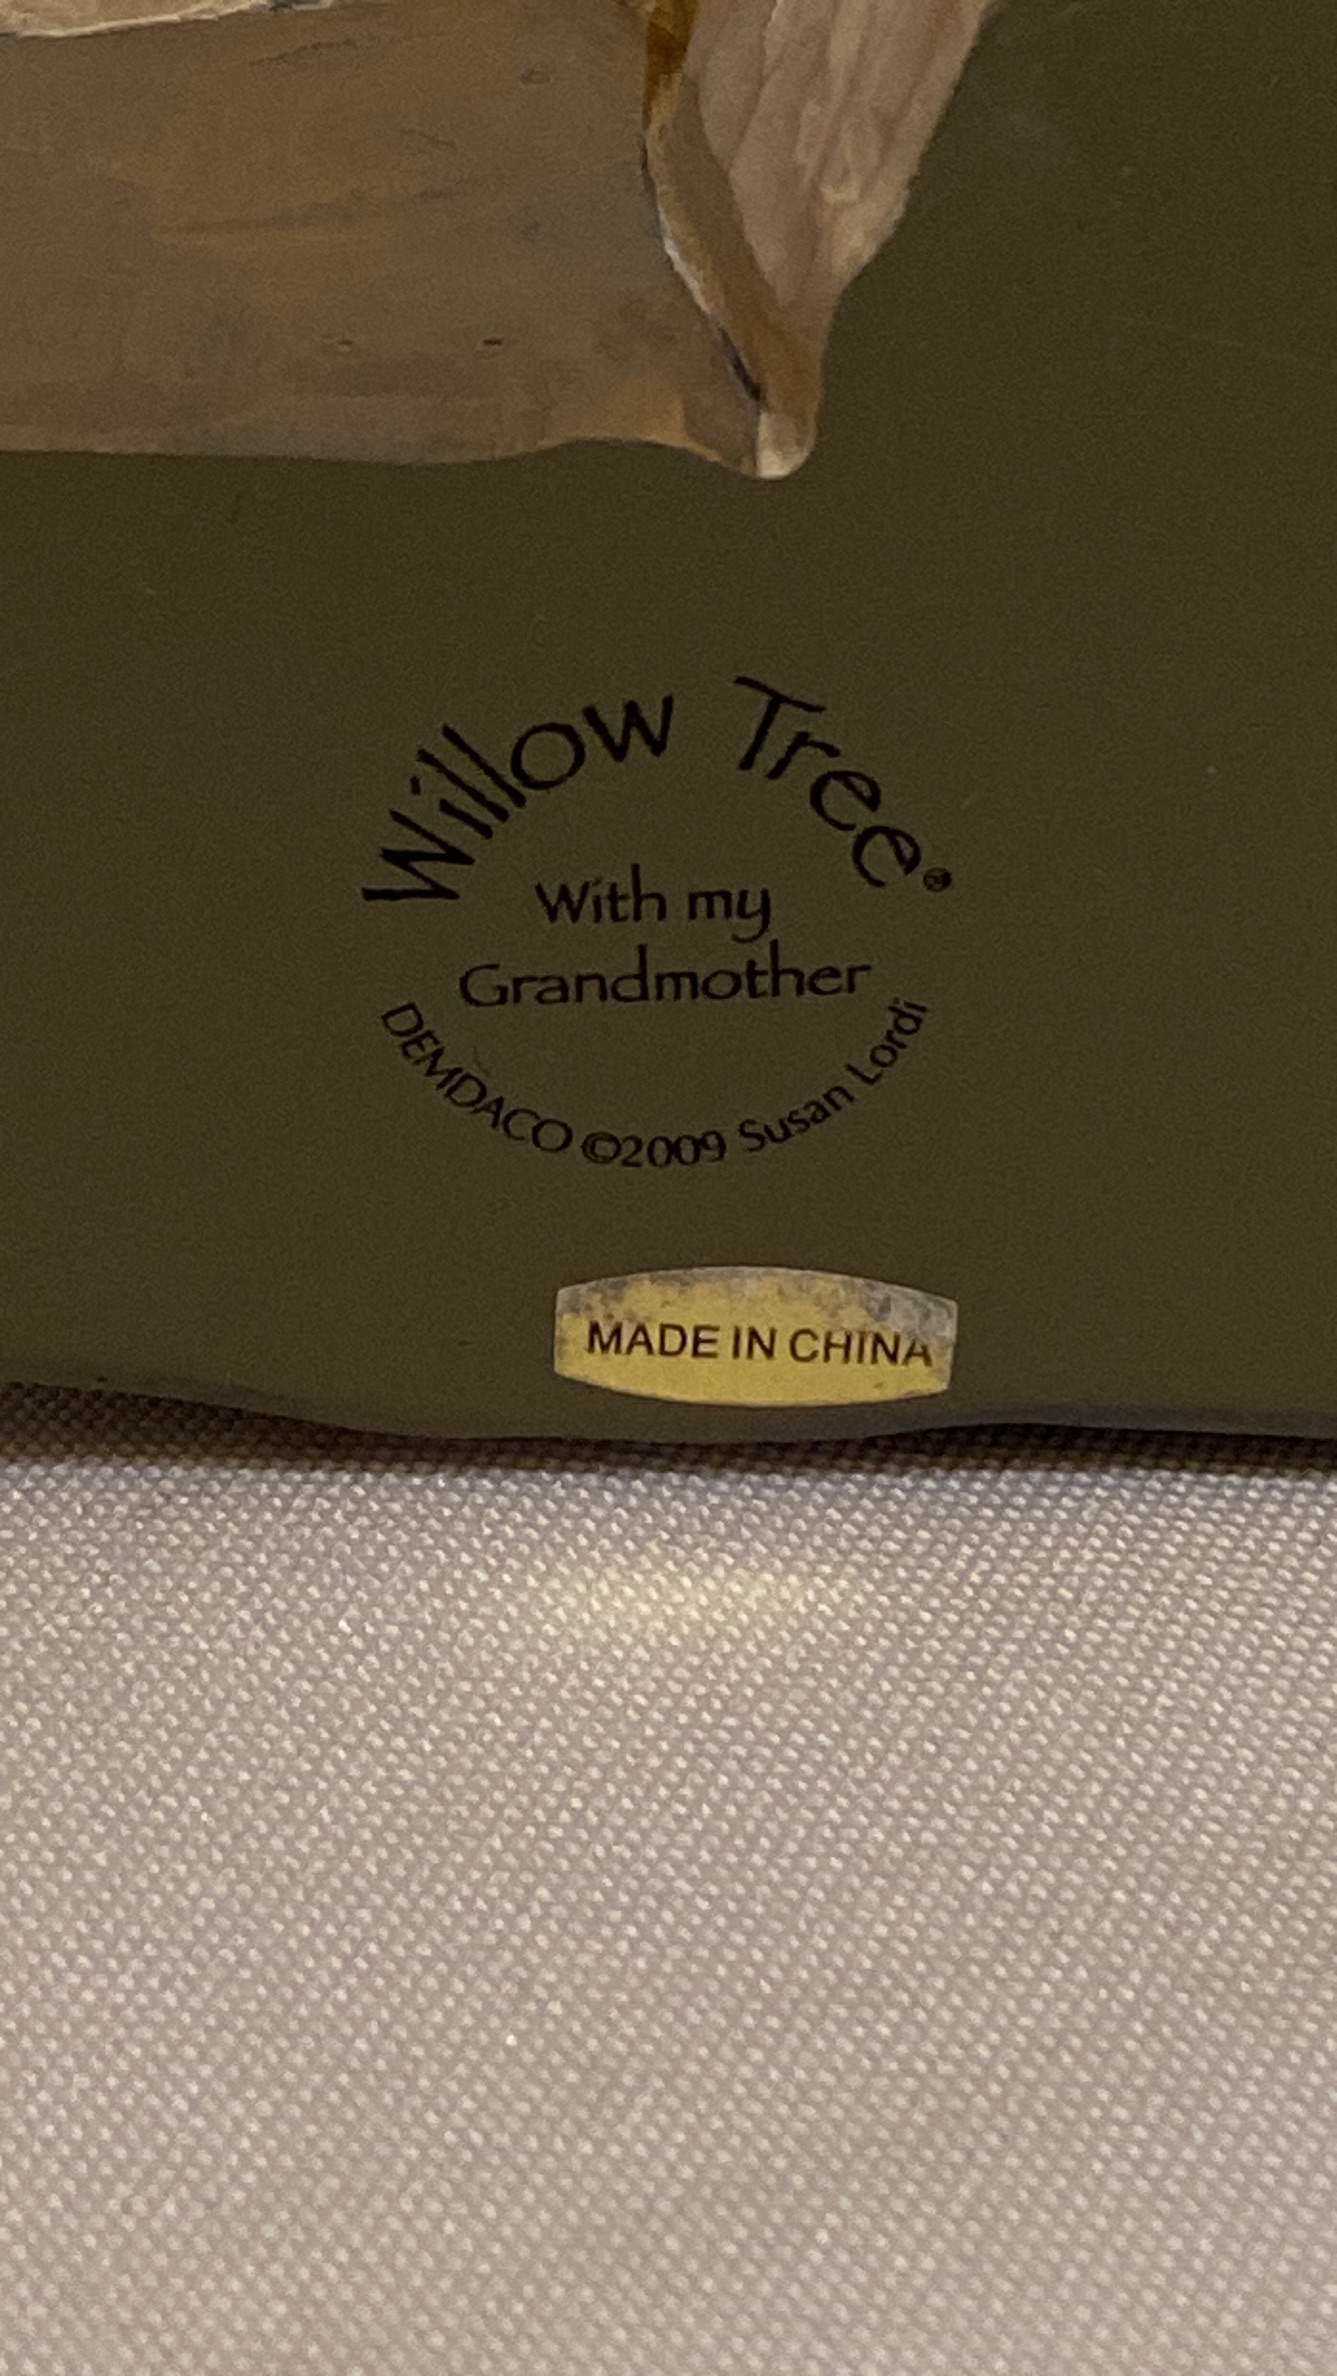 Willow Tree®
With my
Grandmother
DEMDACO ©2009 Susan Lordi
MADE IN CHINA